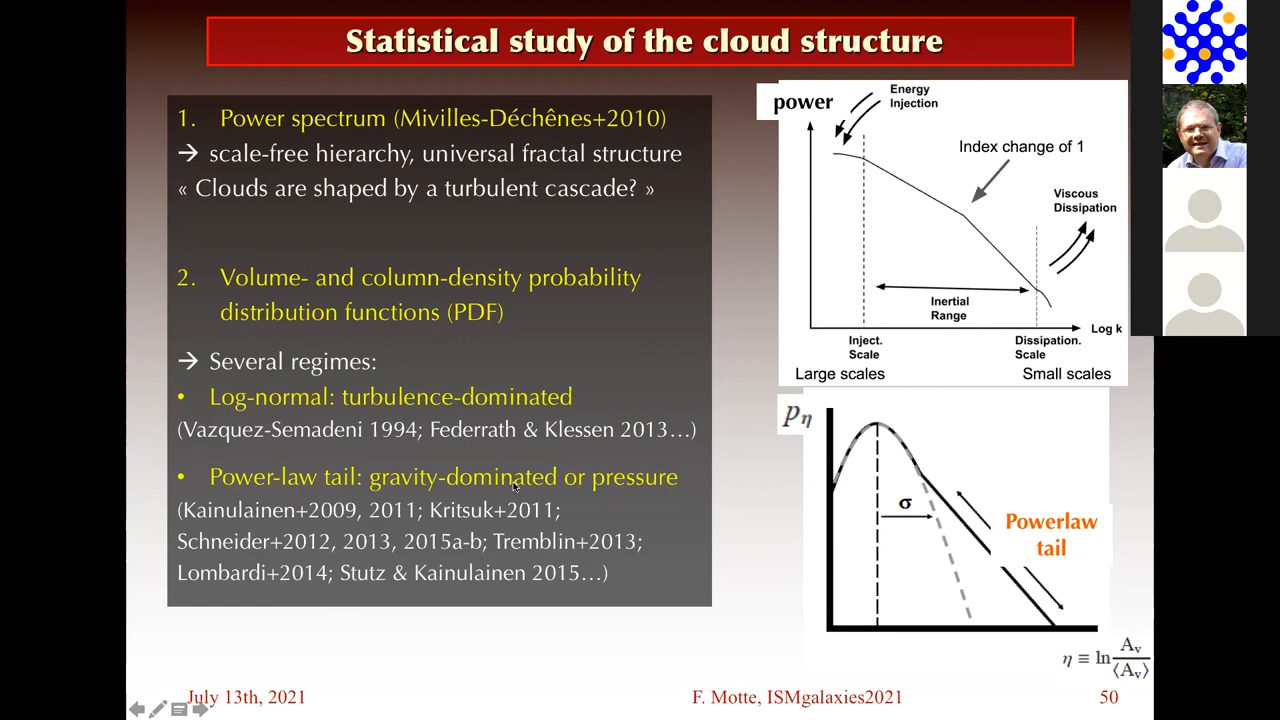 Statistical study of the cloud structure
1. Power spectrum (Mivilles-Déchênes+2010)
→ scale-free hierarchy, universal fractal structure
« Clouds are shaped by a turbulent cascade? »
2. Volume- and column-density probability
distribution functions (PDF)
→ Several regimes:
• Log-normal: turbulence-dominated
(Vazquez-Semadeni 1994; Federrath & Klessen 2013…)
• Power-law tail: gravity-dominated or pressure
(Kainulainen+2009, 2011; Kritsuk+2011;
Schneider+2012, 2013, 2015a-b; Tremblin+2013;
Lombardi+2014; Stutz & Kainulainen 2015…)
power
Energy
Injection
Index change of 1
Viscous
Dissipation
Inertial
Range
Log k
Inject.
Scale
Dissipation.
Scale
Large scales
Small scales
pη
σ
Powerlaw
tail
η ≡ ln Av/⟨Av⟩
July 13th, 2021
F. Motte, ISMgalaxies2021
50